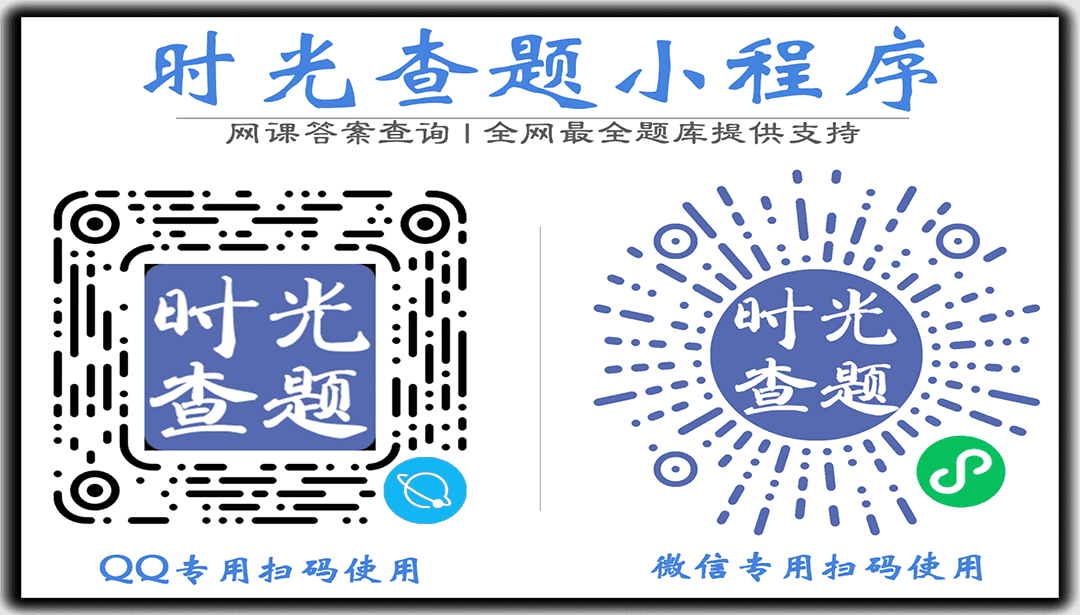 时光查题小程序
网课答案查询 | 全网最全题库提供支持
时光
查题
时光
查题
QQ专用扫码使用
微信专用扫码使用